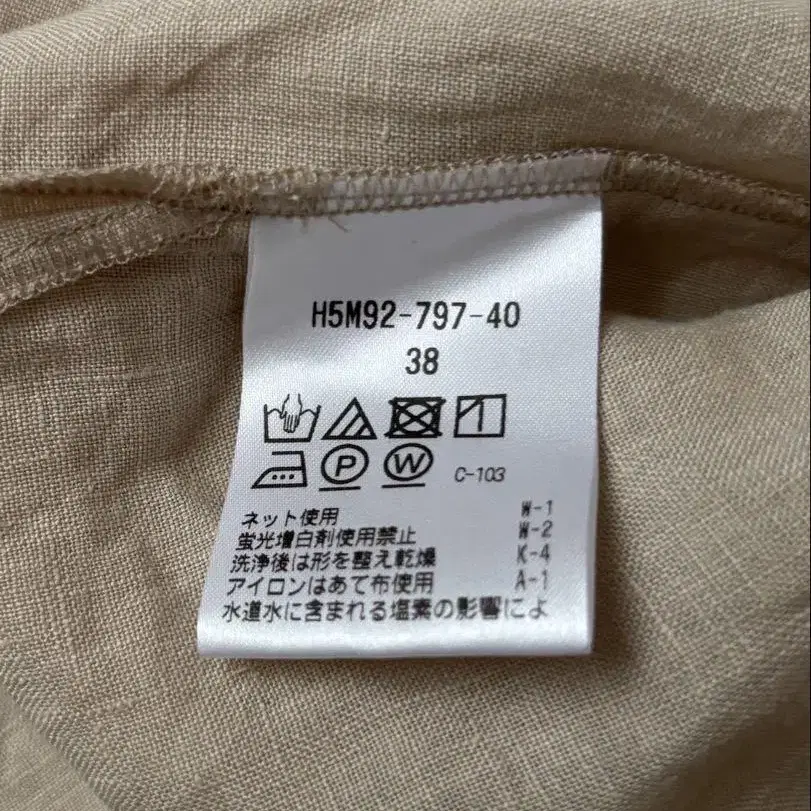 H5M92-797-40
38
P W C-103
ネット使用 W-1
蛍光増白剤使用禁止 W-2
洗浄後は形を整え乾燥 K-4
アイロンはあて布使用 A-1
水道水に含まれる塩素の影響によ